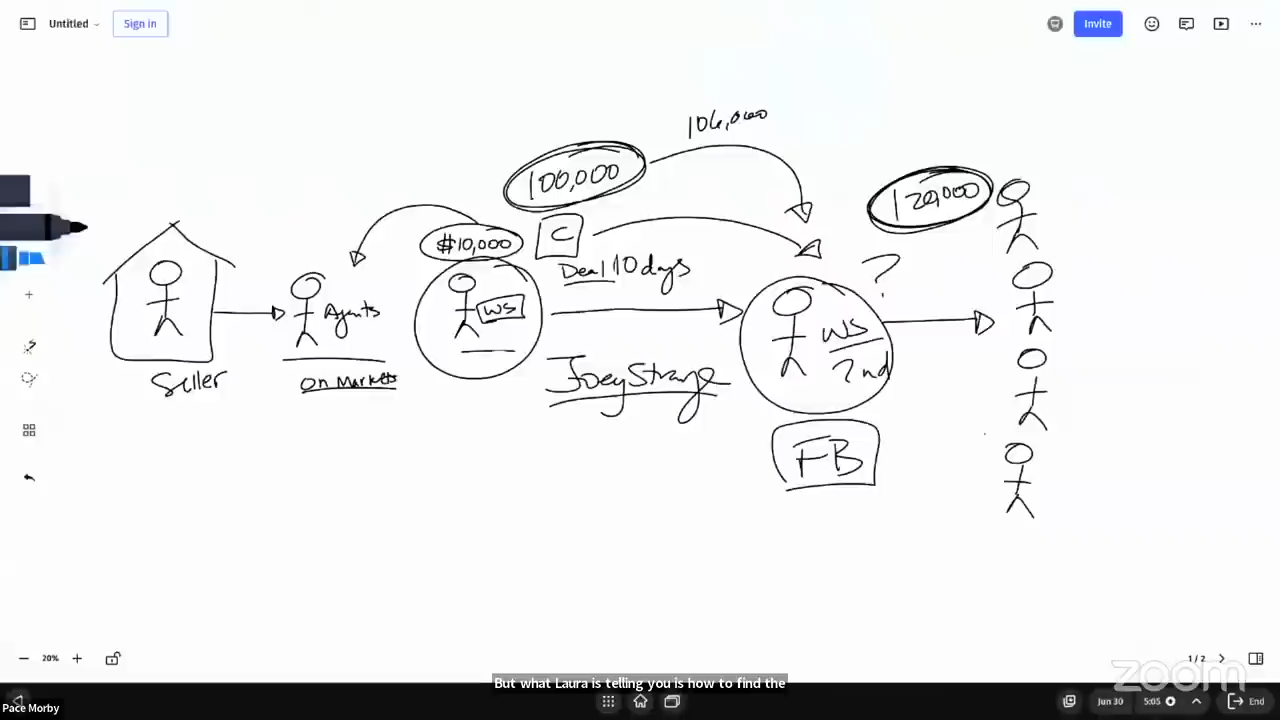 Untitled
Sign in
Invite
106,000
100,000
120,000
$10,000
C
Deal 10 days
?
WS
Agents
WS
2nd
Seller
On Markets
Joey Strange
FB
20%
1/2
zoom
But what Laura is telling you is how to find the
Pace Morby
Jun 30
5:05
End